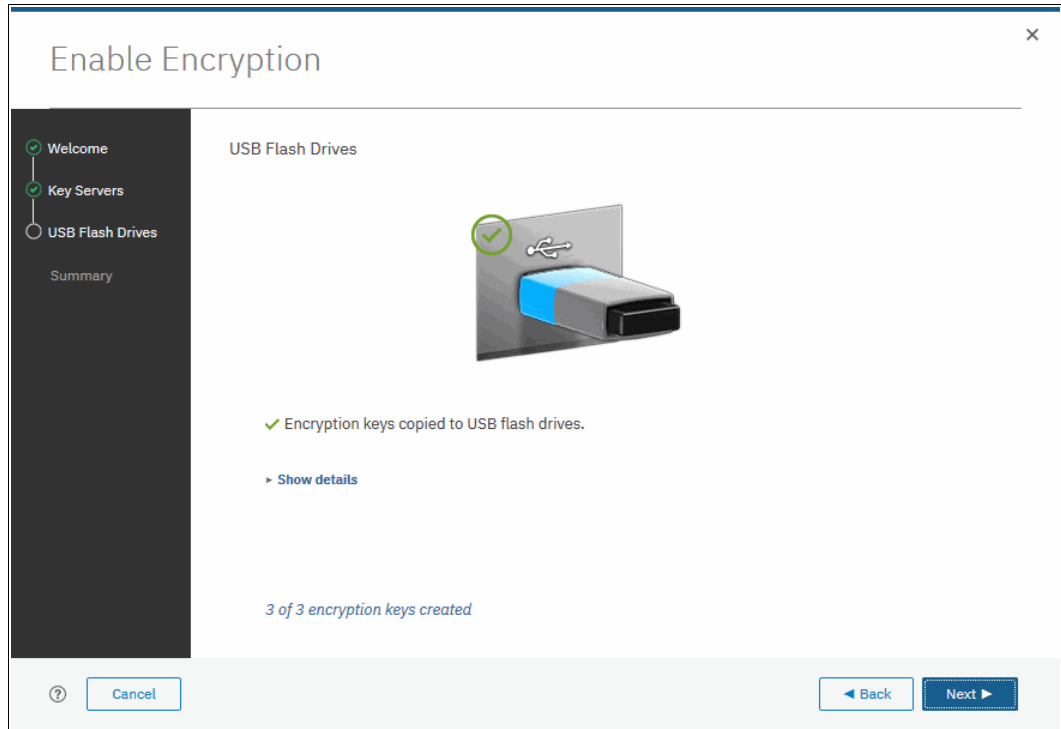 Enable Encryption
Welcome
Key Servers
USB Flash Drives
Summary
USB Flash Drives
Encryption keys copied to USB flash drives.
Show details
3 of 3 encryption keys created
Cancel
Back
Next